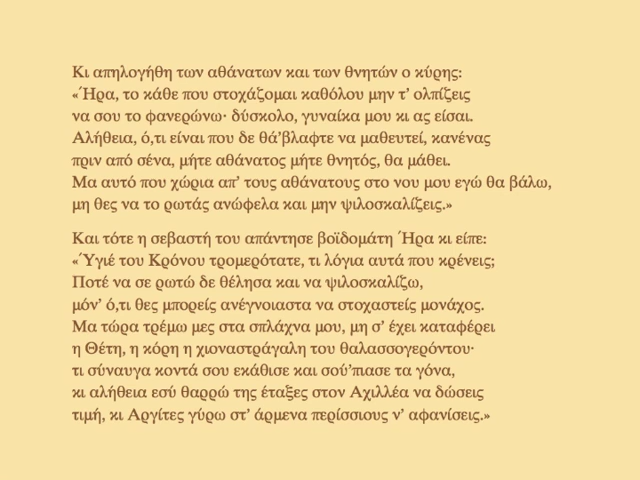 Κι απηλογήθη των αθάνατων και των θνητών ο κύρης:
«Ήρα, το κάθε που στοχάζομαι καθόλου μην τ' ολπίζεις
να σου το φανερώνω· δύσκολο, γυναίκα μου κι ας είσαι.
Αλήθεια, ό,τι είναι που δε θά'βλαφτε να μαθευτεί, κανένας
πριν από σένα, μήτε αθάνατος μήτε θνητός, θα μάθει.
Μα αυτό που χώρια απ' τους αθάνατους στο νου μου εγώ θα βάλω,
μη θες να το ρωτάς ανώφελα και μην ψιλοσκαλίζεις.»
Και τότε η σεβαστή του απάντησε βοϊδομάτη Ήρα κι είπε:
«Ύγιέ του Κρόνου τρομερότατε, τι λόγια αυτά που κρένεις;
Ποτέ να σε ρωτώ δε θέλησα και να ψιλοσκαλίζω,
μόν' ό,τι θες μπορείς ανέγνοιαστα να στοχαστείς μονάχος.
Μα τώρα τρέμω μες στα σπλάχνα μου, μη σ' έχει καταφέρει
η Θέτη, η κόρη η χιοναστράγαλη του θαλασσογερόντου·
τι σύναυγα κοντά σου εκάθισε και σού'πιασε τα γόνα,
κι αλήθεια εσύ θαρρώ της έταξες στον Αχιλλέα να δώσεις
τιμή, κι Αργίτες γύρω στ' άρμενα περίσσιους ν' αφανίσεις.»